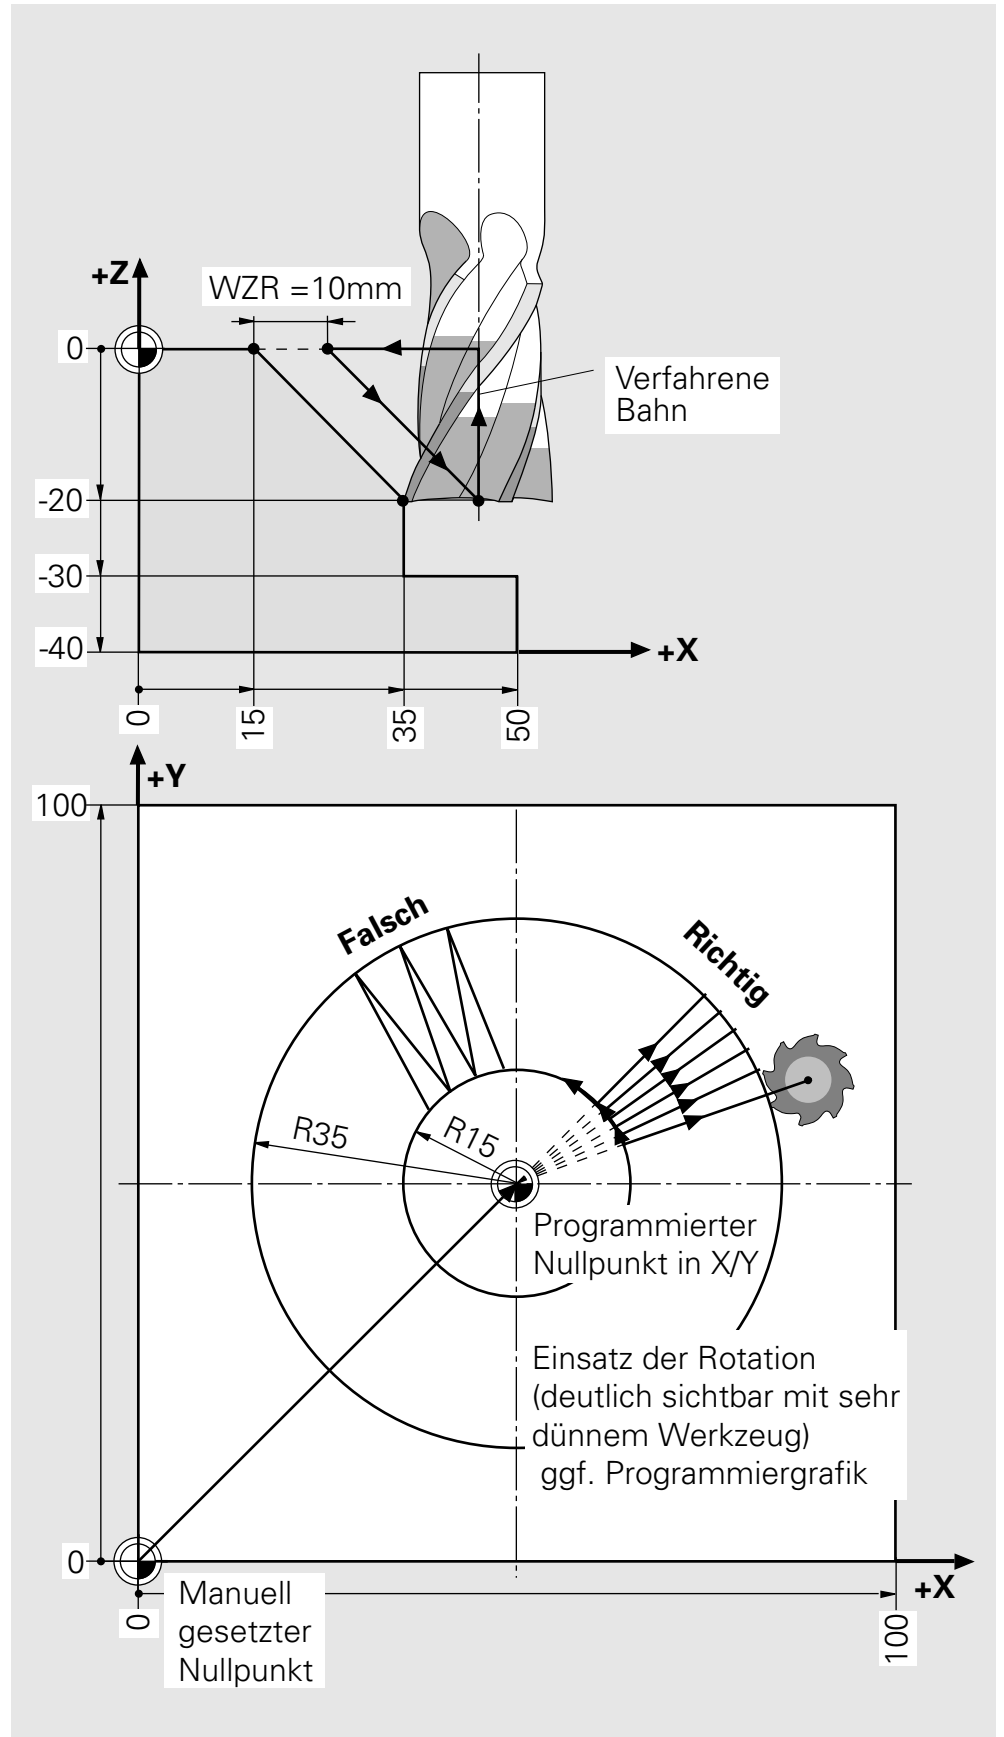 +Z
WZR =10mm
0
Verfahrene
Bahn
-20
-30
-40
+X
0
15
35
50
+Y
100
Falsch
Richtig
R35
R15
Programmierter
Nullpunkt in X/Y
Einsatz der Rotation
(deutlich sichtbar mit sehr
dünnem Werkzeug)
ggf. Programmiergrafik
0
+X
Manuell
gesetzter
Nullpunkt
0
100